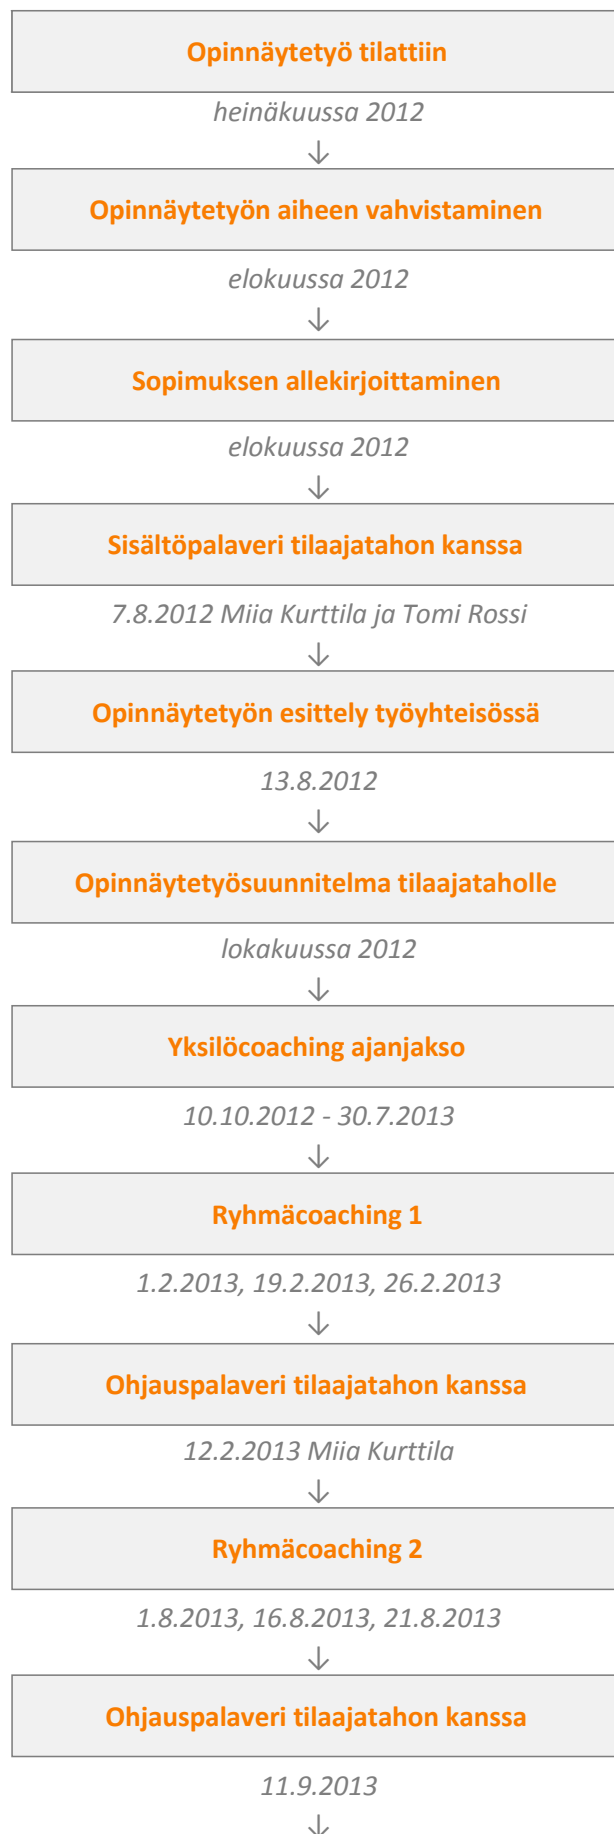 Opinnäytetyö tilattiin
heinäkuussa 2012
↓
Opinnäytetyön aiheen vahvistaminen
elokuussa 2012
↓
Sopimuksen allekirjoittaminen
elokuussa 2012
↓
Sisältöpalaveri tilaajatahon kanssa
7.8.2012 Miia Kurttila ja Tomi Rossi
↓
Opinnäytetyön esittely työyhteisössä
13.8.2012
↓
Opinnäytetyösuunnitelma tilaajataholle
lokakuussa 2012
↓
Yksilöcoaching ajanjakso
10.10.2012 - 30.7.2013
↓
Ryhmäcoaching 1
1.2.2013, 19.2.2013, 26.2.2013
↓
Ohjauspalaveri tilaajatahon kanssa
12.2.2013 Miia Kurttila
↓
Ryhmäcoaching 2
1.8.2013, 16.8.2013, 21.8.2013
↓
Ohjauspalaveri tilaajatahon kanssa
11.9.2013
↓